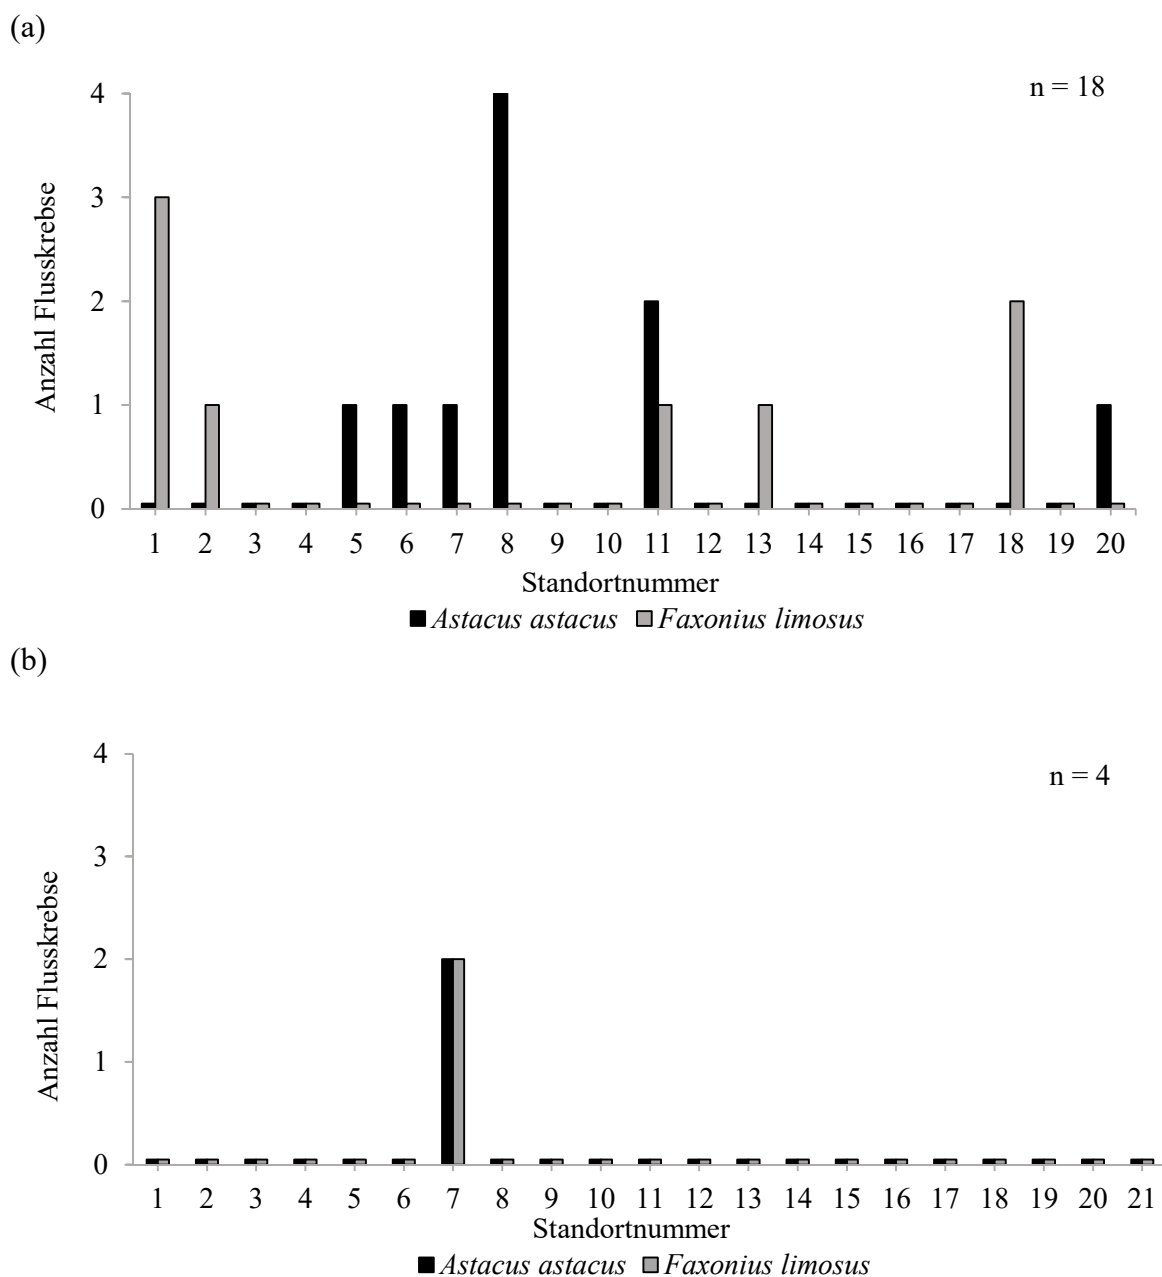 (a)
n = 18
4
3
2
1
0
Anzahl Flusskrebse
1 2 3 4 5 6 7 8 9 10 11 12 13 14 15 16 17 18 19 20
Standortnummer
Astacus astacus Faxonius limosus
(b)
n = 4
4
3
2
1
0
Anzahl Flusskrebse
1 2 3 4 5 6 7 8 9 10 11 12 13 14 15 16 17 18 19 20 21
Standortnummer
Astacus astacus Faxonius limosus